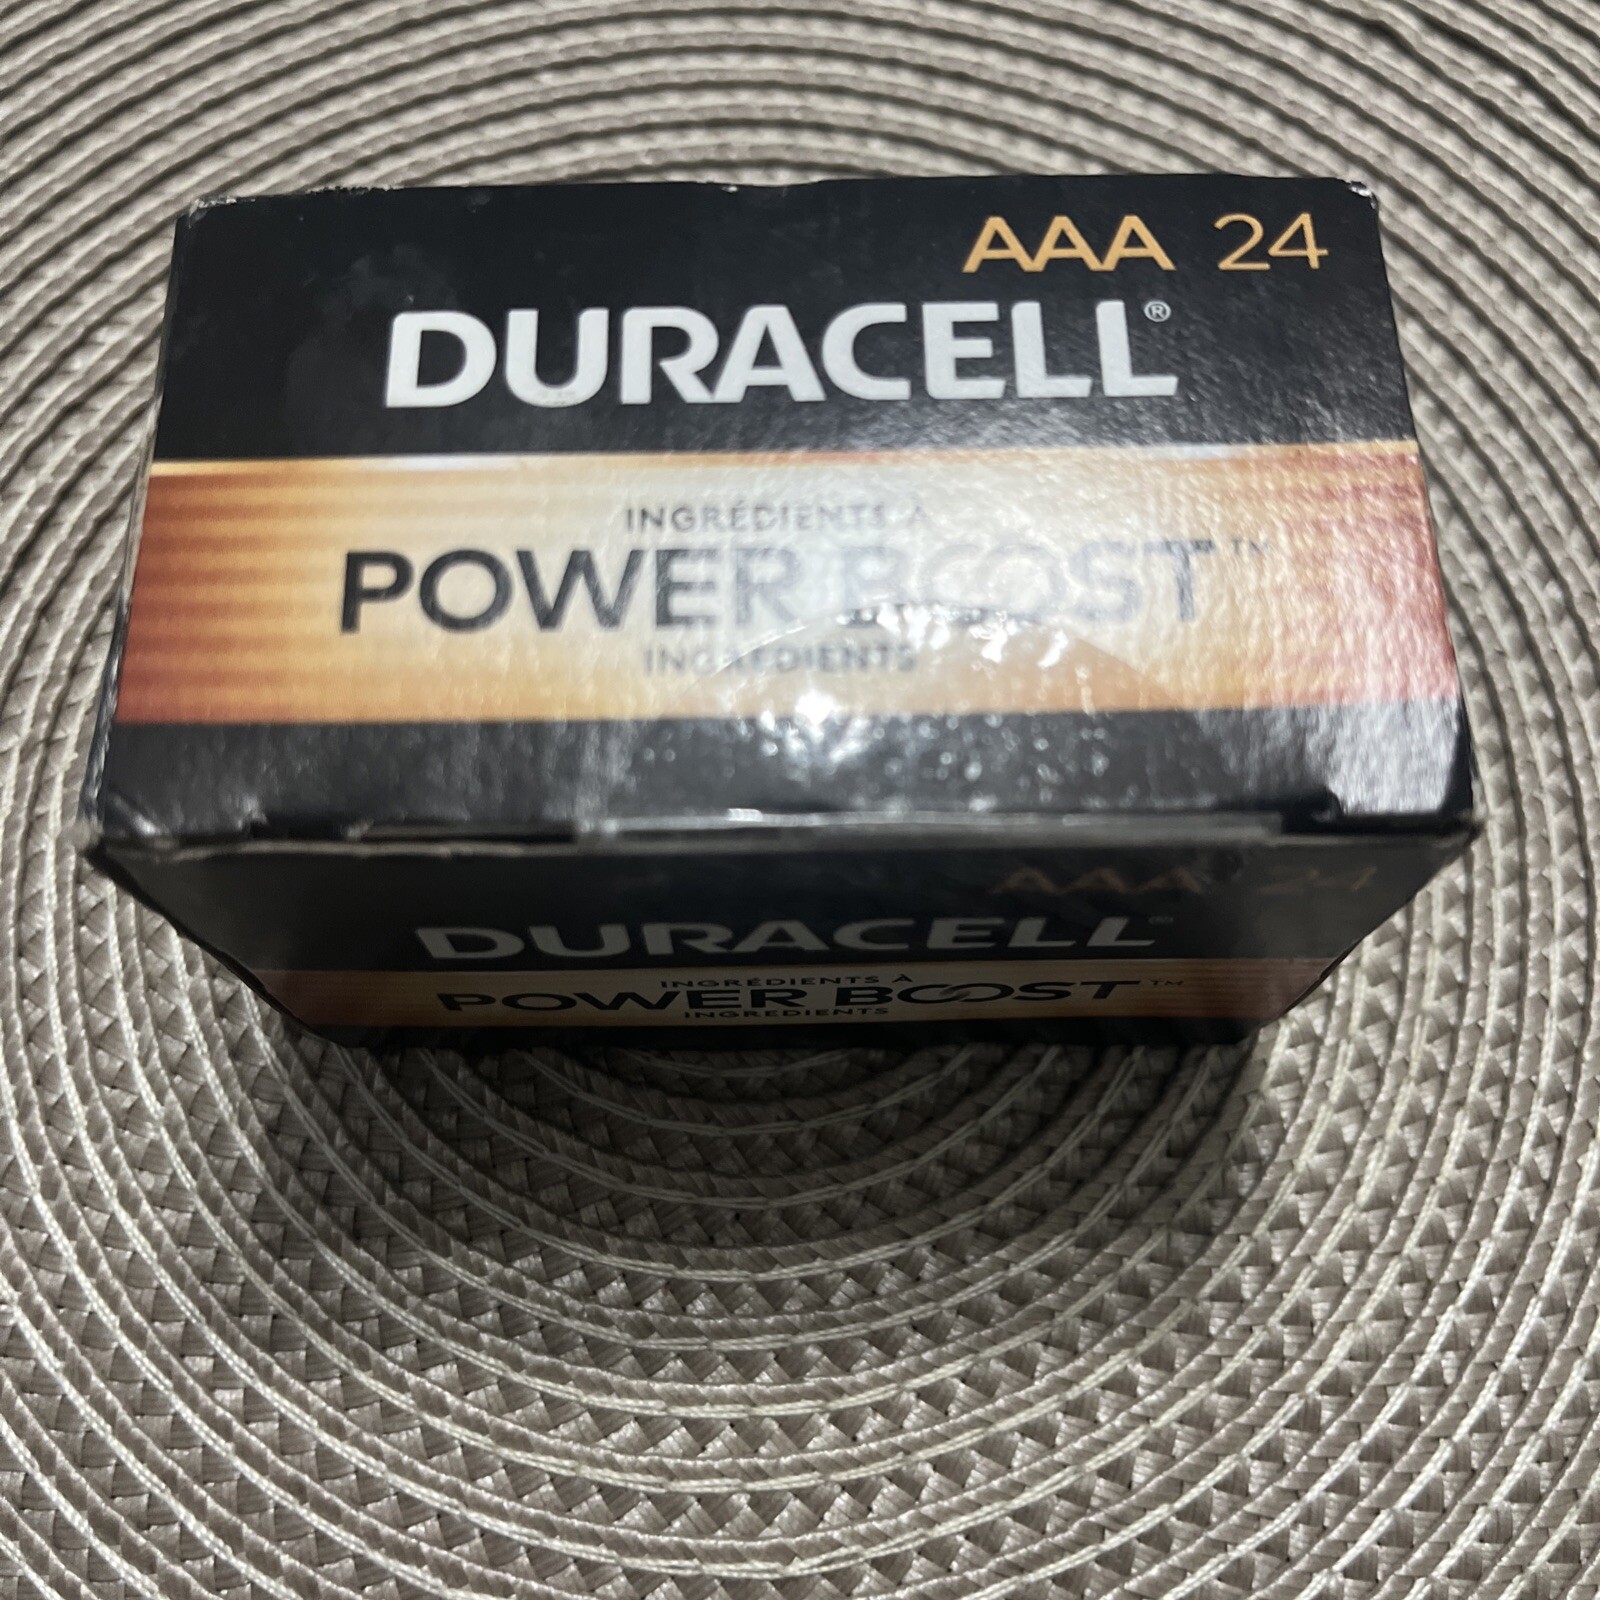 AAA 24
DURACELL®
INGRÉDIENTS À
POWER BOOST™
INGREDIENTS
AAA 24
DURACELL®
INGRÉDIENTS À
POWER BOOST™
INGREDIENTS